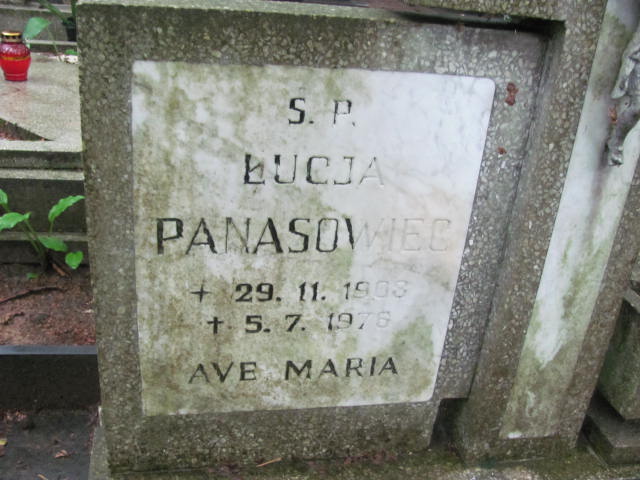 Ś. P.
ŁUCJA
PANASOWIEC
+ 29. 11. 1903
+ 5. 7. 1976
AVE MARIA